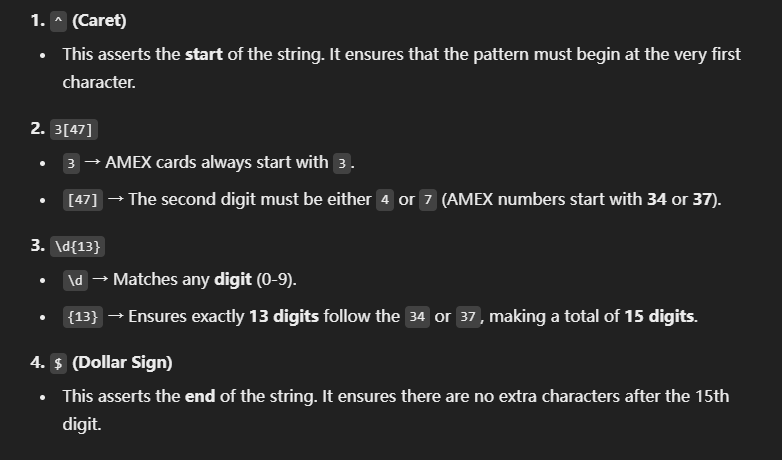 1. ^ (Caret)
• This asserts the start of the string. It ensures that the pattern must begin at the very first
character.
2. 3[47]
• 3 → AMEX cards always start with 3.
• [47] → The second digit must be either 4 or 7 (AMEX numbers start with 34 or 37).
3. \d{13}
• \d → Matches any digit (0-9).
• {13} → Ensures exactly 13 digits follow the 34 or 37, making a total of 15 digits.
4. $ (Dollar Sign)
• This asserts the end of the string. It ensures there are no extra characters after the 15th
digit.